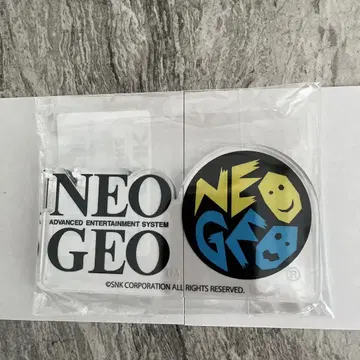 NEO
ADVANCED ENTERTAINMENT SYSTEM
GEO
NEO
GEO
®
©SNK CORPORATION ALL RIGHTS RESERVED.